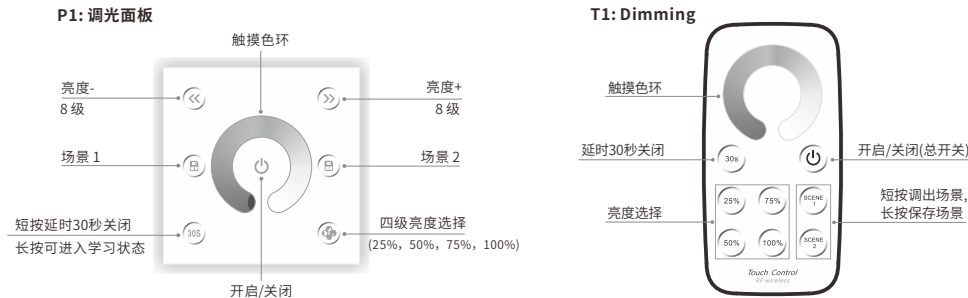 P1: 调光面板
触摸色环
亮度-
8 级
亮度+
8 级
场景 1
场景 2
短按延时30秒关闭
长按可进入学习状态
30S
四级亮度选择
(25%，50%，75%，100%)
开启/关闭
T1: Dimming
触摸色环
延时30秒关闭
30s
开启/关闭(总开关)
亮度选择
25%
75%
50%
100%
SCENE
1
SCENE
2
短按调出场景,
长按保存场景
Touch Control
RF wireless